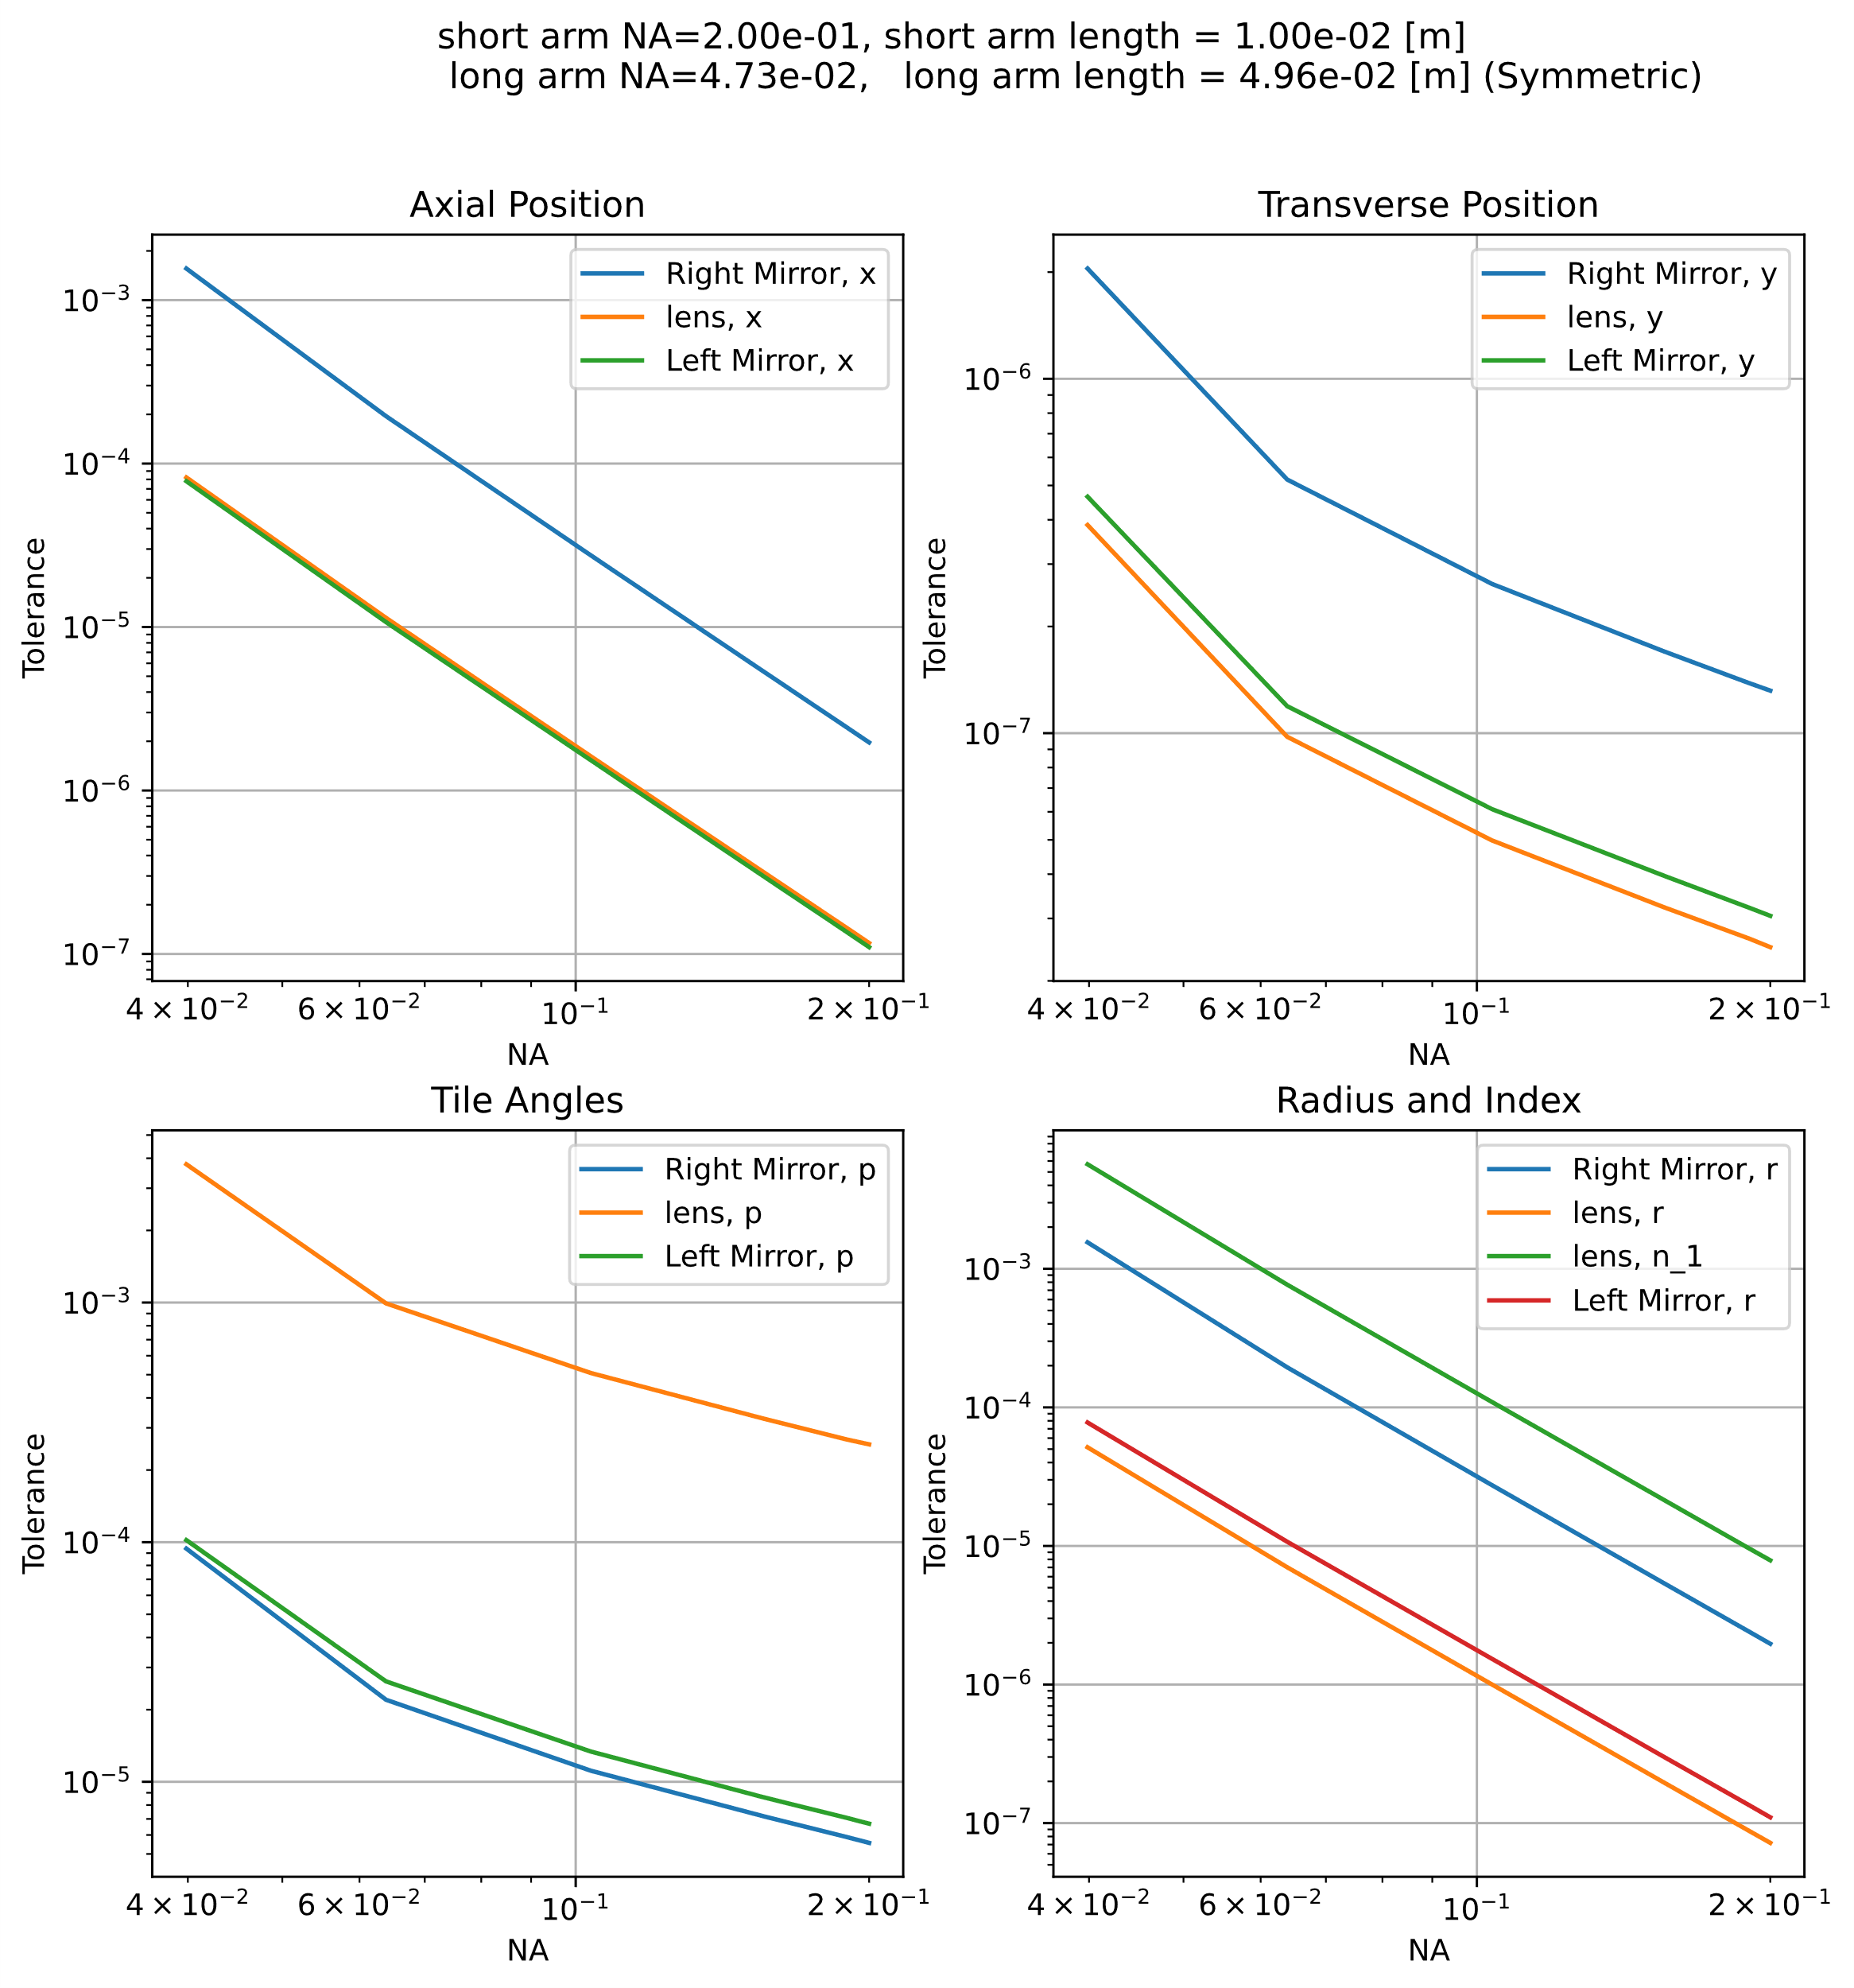 short arm NA=2.00e-01, short arm length = 1.00e-02 [m]
long arm NA=4.73e-02,   long arm length = 4.96e-02 [m] (Symmetric)
Axial Position
Right Mirror, x
lens, x
Left Mirror, x
Tolerance
10⁻³
10⁻⁴
10⁻⁵
10⁻⁶
10⁻⁷
4×10⁻² 6×10⁻² 10⁻¹ 2×10⁻¹
NA
Transverse Position
Right Mirror, y
lens, y
Left Mirror, y
Tolerance
10⁻⁶
10⁻⁷
4×10⁻² 6×10⁻² 10⁻¹ 2×10⁻¹
NA
Tile Angles
Right Mirror, p
lens, p
Left Mirror, p
Tolerance
10⁻³
10⁻⁴
10⁻⁵
4×10⁻² 6×10⁻² 10⁻¹ 2×10⁻¹
NA
Radius and Index
Right Mirror, r
lens, r
lens, n_1
Left Mirror, r
Tolerance
10⁻³
10⁻⁴
10⁻⁵
10⁻⁶
10⁻⁷
4×10⁻² 6×10⁻² 10⁻¹ 2×10⁻¹
NA